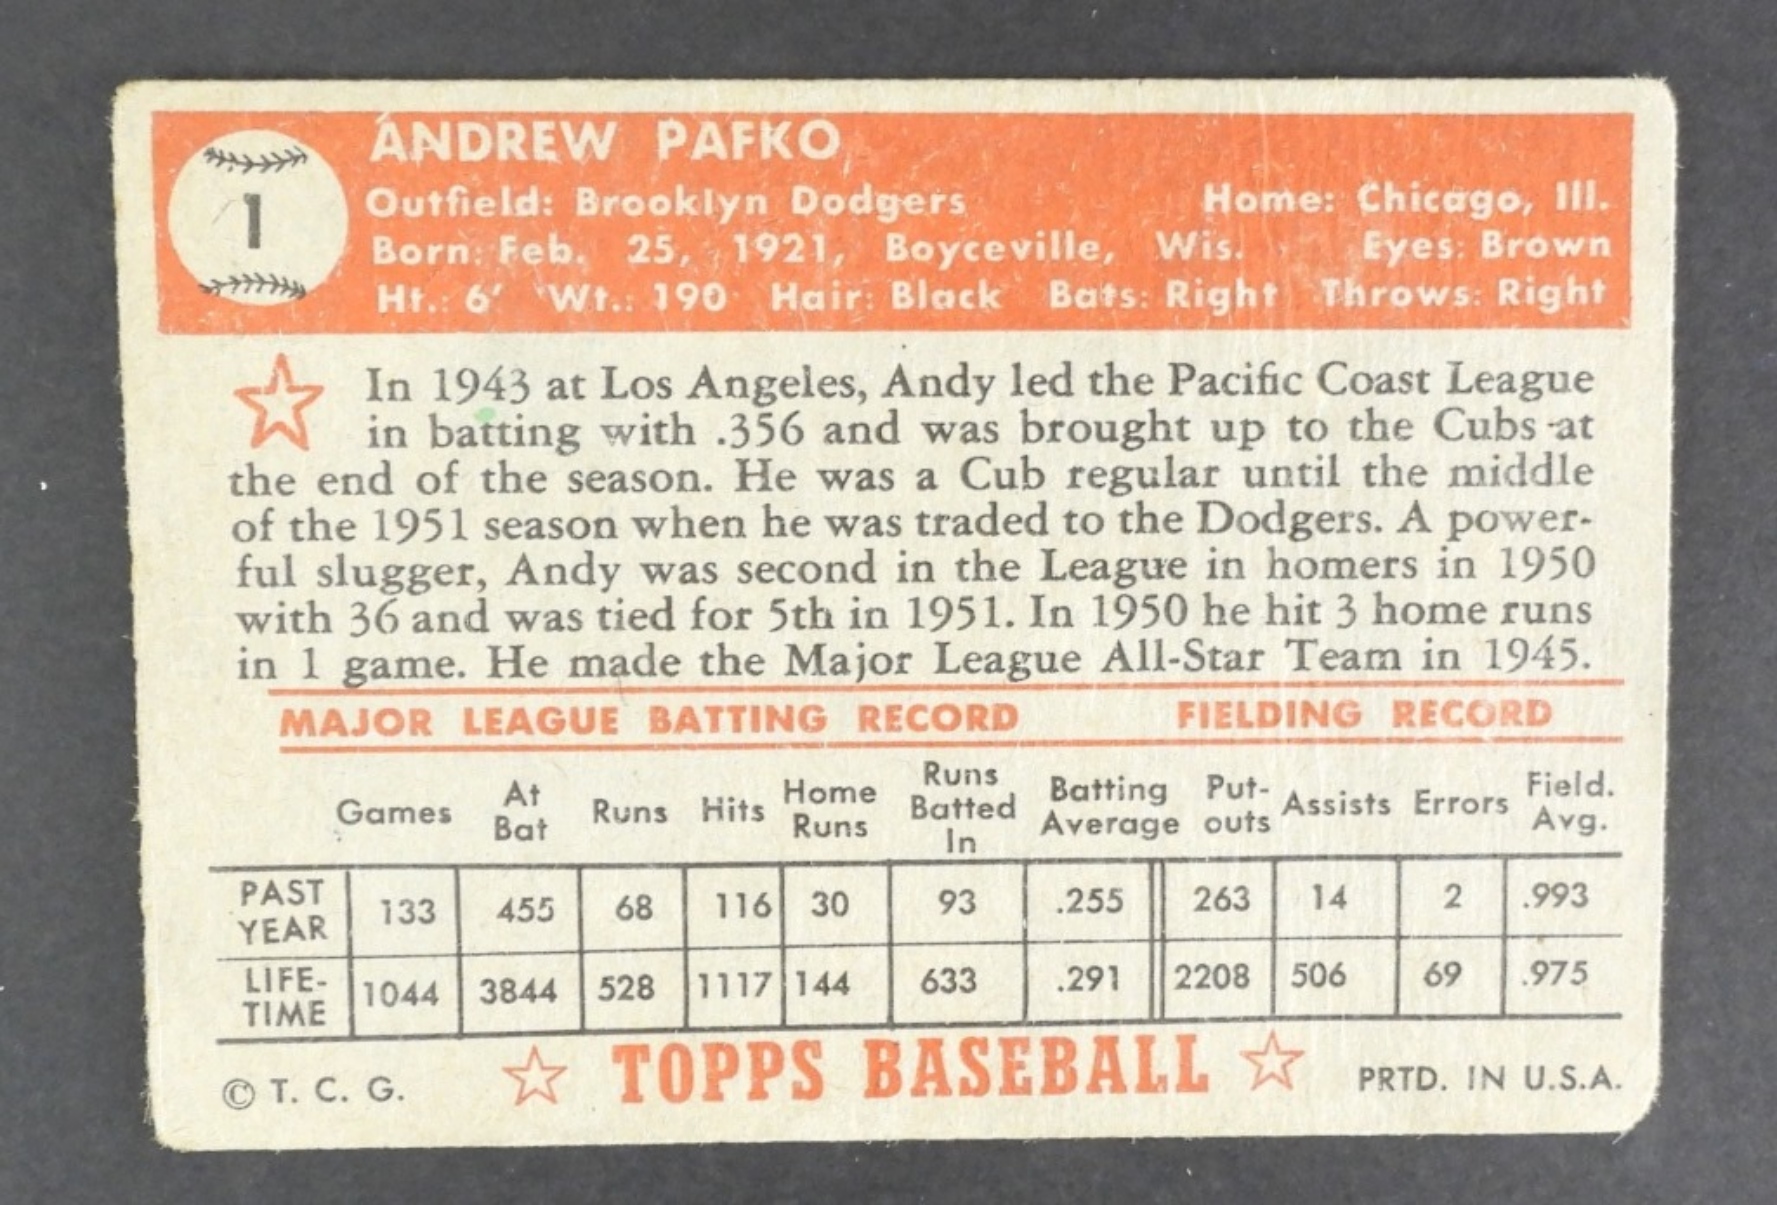 1
ANDREW PAFKO
Outfield: Brooklyn Dodgers Home: Chicago, Ill.
Born: Feb. 25, 1921, Boyceville, Wis. Eyes: Brown
Ht.: 6′ Wt.: 190 Hair: Black Bats: Right Throws: Right
In 1943 at Los Angeles, Andy led the Pacific Coast League
in batting with .356 and was brought up to the Cubs at
the end of the season. He was a Cub regular until the middle
of the 1951 season when he was traded to the Dodgers. A power-
ful slugger, Andy was second in the League in homers in 1950
with 36 and was tied for 5th in 1951. In 1950 he hit 3 home runs
in 1 game. He made the Major League All-Star Team in 1945.
MAJOR LEAGUE BATTING RECORD FIELDING RECORD
Games At Bat Runs Hits Home Runs Runs Batted In Batting Average Put-outs Assists Errors Field. Avg.
PAST YEAR 133 455 68 116 30 93 .255 263 14 2 .993
LIFE-TIME 1044 3844 528 1117 144 633 .291 2208 506 69 .975
© T. C. G. TOPPS BASEBALL PRTD. IN U.S.A.